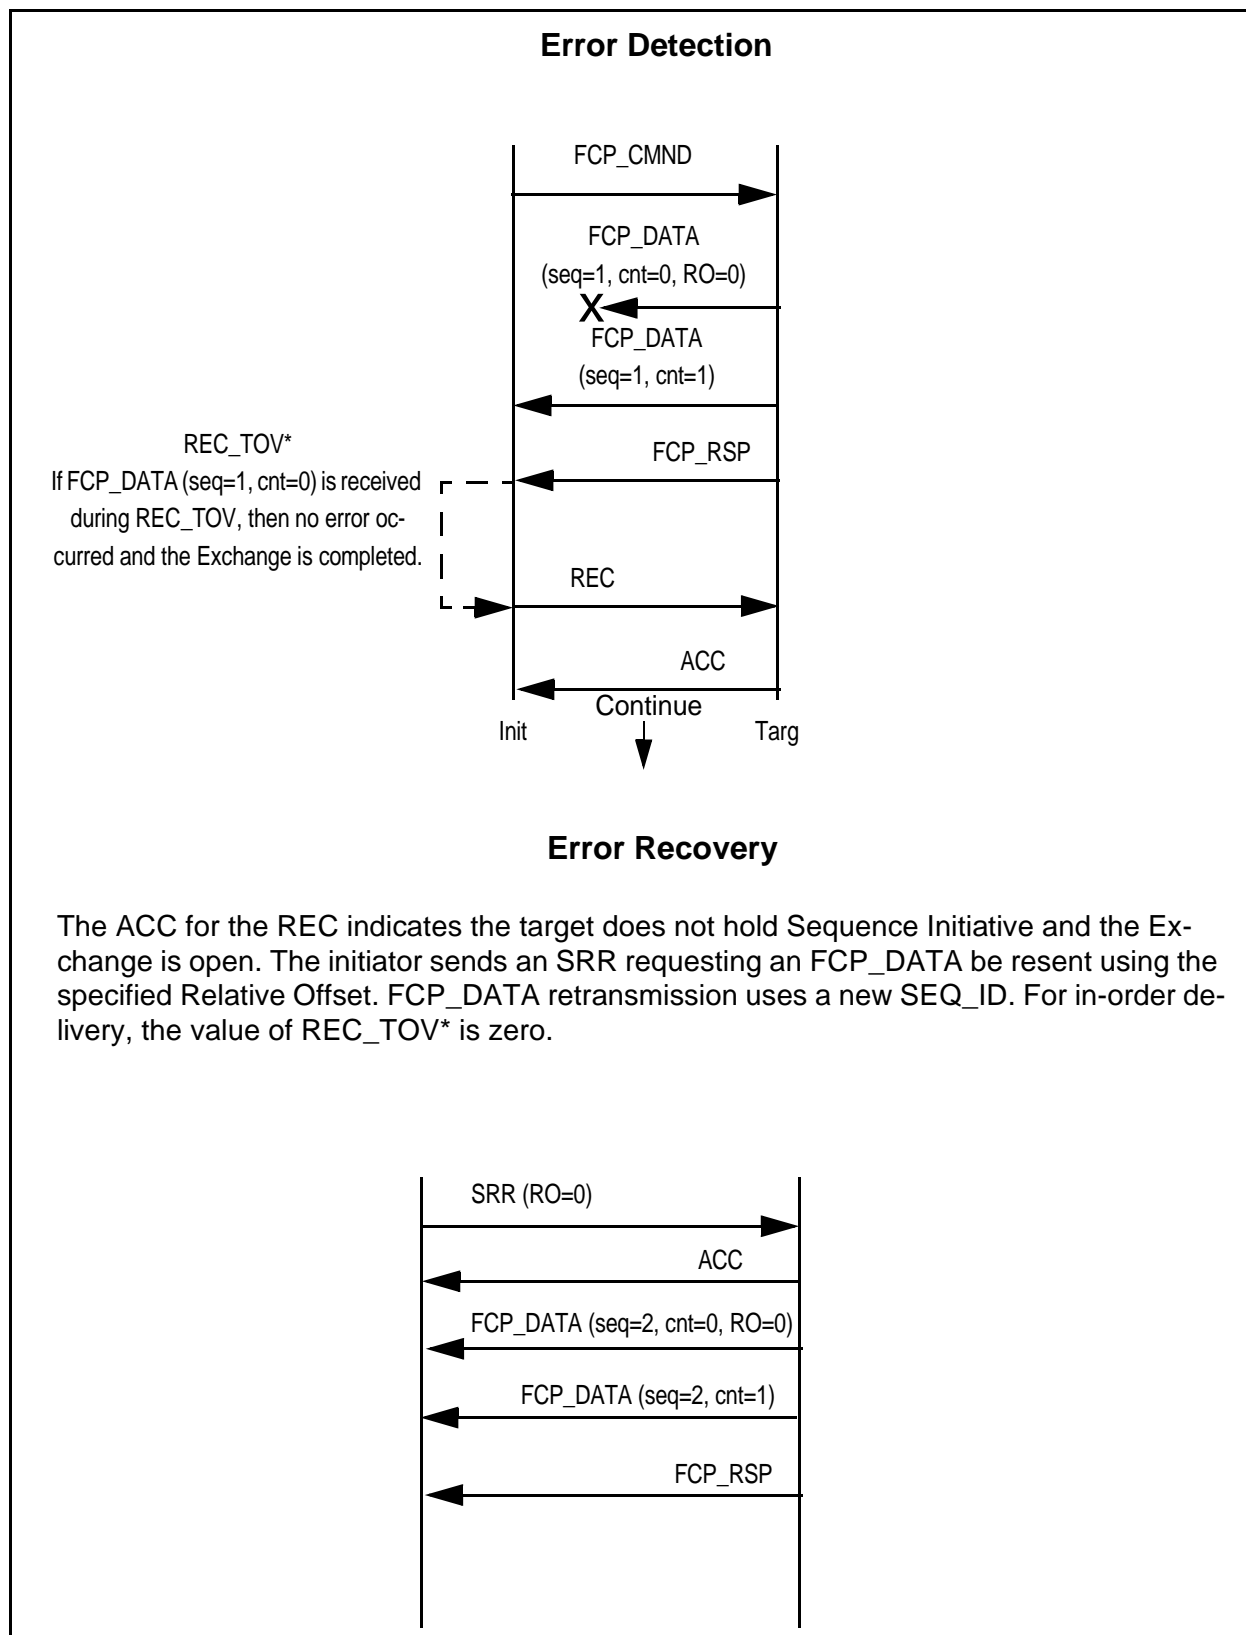 Error Detection
FCP_CMND
FCP_DATA
(seq=1, cnt=0, RO=0)
X
FCP_DATA
(seq=1, cnt=1)
REC_TOV*
If FCP_DATA (seq=1, cnt=0) is received
during REC_TOV, then no error oc-
curred and the Exchange is completed.
FCP_RSP
REC
ACC
Continue
Init
Targ
Error Recovery
The ACC for the REC indicates the target does not hold Sequence Initiative and the Ex-
change is open. The initiator sends an SRR requesting an FCP_DATA be resent using the
specified Relative Offset. FCP_DATA retransmission uses a new SEQ_ID. For in-order de-
livery, the value of REC_TOV* is zero.
SRR (RO=0)
ACC
FCP_DATA (seq=2, cnt=0, RO=0)
FCP_DATA (seq=2, cnt=1)
FCP_RSP